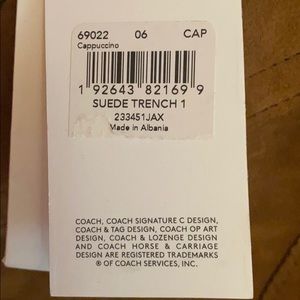 69022 06 CAP
Cappuccino
1 92643 82169 9
SUEDE TRENCH 1
233451JAX
Made in Albania
COACH, COACH SIGNATURE C DESIGN,
COACH & TAG DESIGN, COACH OP ART
DESIGN, COACH & LOZENGE DESIGN
AND COACH HORSE & CARRIAGE
DESIGN ARE REGISTERED TRADEMARKS
® OF COACH SERVICES, INC.